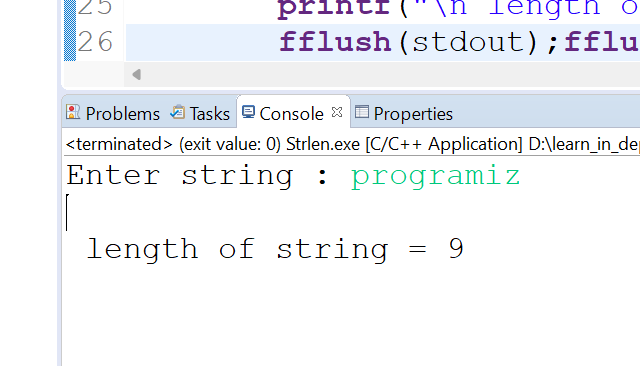 25 printf("\n length o
26 fflush(stdout);fflu
Problems Tasks Console Properties
<terminated> (exit value: 0) Strlen.exe [C/C++ Application] D:\learn_in_dep
Enter string : programiz
length of string = 9